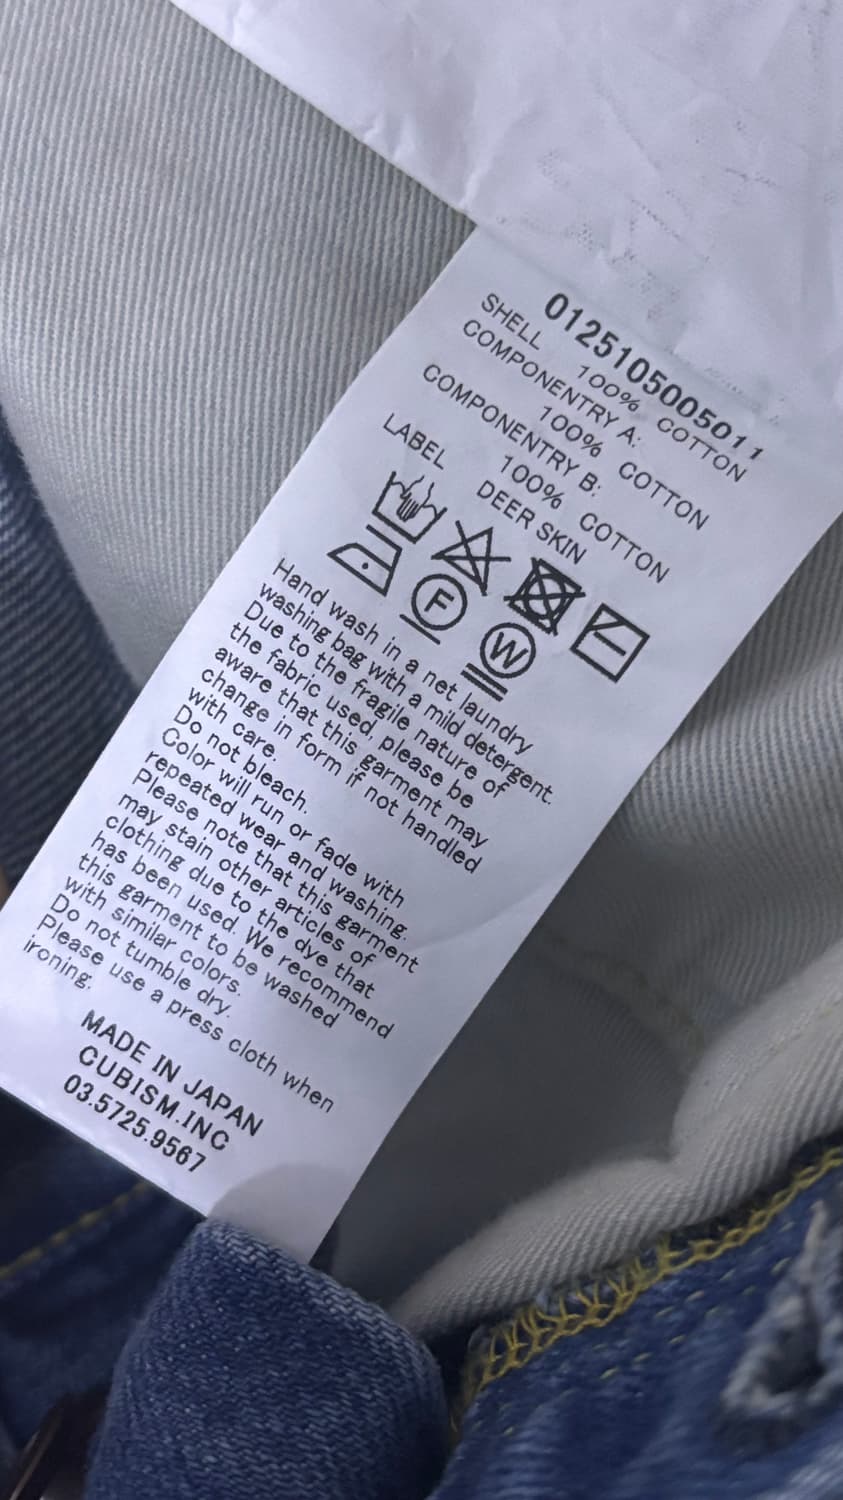 0125105005011
SHELL 100% COTTON
COMPONENTRY A:
100% COTTON
COMPONENTRY B:
100% COTTON
LABEL DEER SKIN
F
W
Hand wash in a net laundry
washing bag with a mild detergent.
Due to the fragile nature of
the fabric used, please be
aware that this garment may
change in form if not handled
with care.
Do not bleach.
Color will run or fade with
repeated wear and washing.
Please note that this garment
may stain other articles of
clothing due to the dye that
has been used. We recommend
this garment to be washed
with similar colors.
Do not tumble dry.
Please use a press cloth when
ironing.
MADE IN JAPAN
CUBISM.INC
03.5725.9567